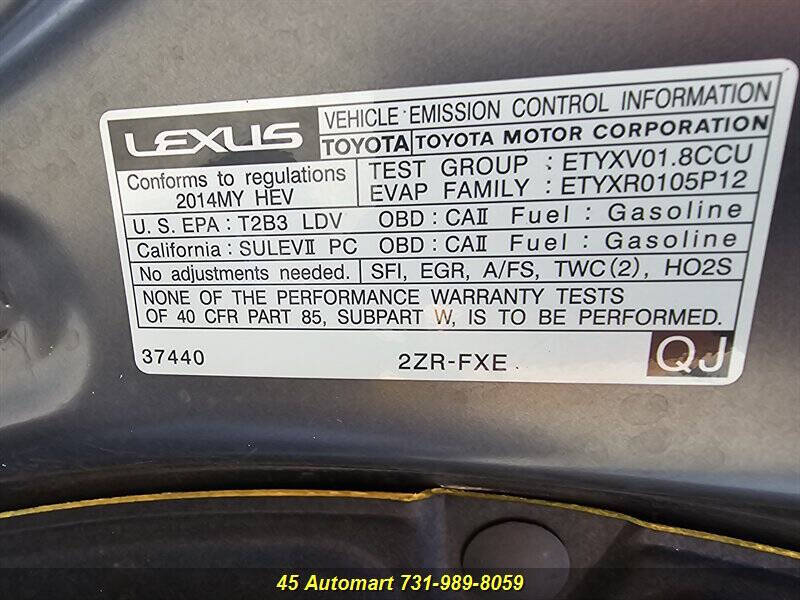 LEXUS
VEHICLE EMISSION CONTROL INFORMATION
TOYOTA TOYOTA MOTOR CORPORATION
Conforms to regulations
2014MY HEV
TEST GROUP : ETYXV01.8CCU
EVAP FAMILY : ETYXR0105P12
U.S. EPA : T2B3 LDV OBD : CAII Fuel : Gasoline
California : SULEVII PC OBD : CAII Fuel : Gasoline
No adjustments needed. SFI, EGR, A/FS, TWC(2), HO2S
NONE OF THE PERFORMANCE WARRANTY TESTS
OF 40 CFR PART 85, SUBPART W, IS TO BE PERFORMED.
37440 2ZR-FXE QJ
45 Automart 731-989-8059